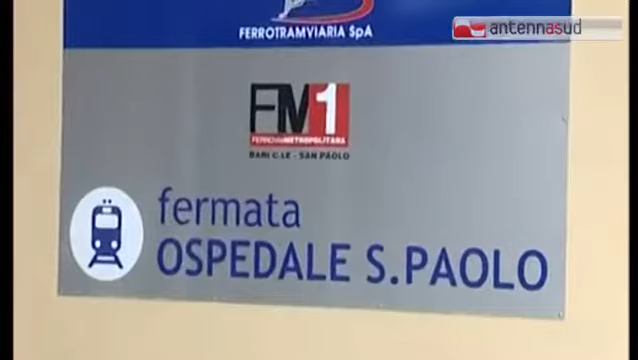 FERROTRAMVIARIA SpA
antennasud
FM1
FERROVIAMETROPOLITANA
BARI C.LE - SAN PAOLO
fermata
OSPEDALE S.PAOLO